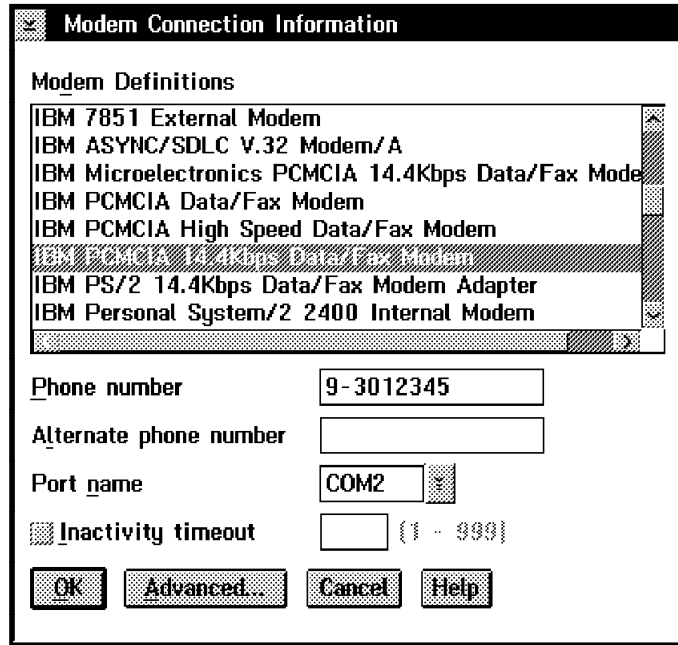 Modem Connection Information
Modem Definitions
IBM 7851 External Modem
IBM ASYNC/SDLC V.32 Modem/A
IBM Microelectronics PCMCIA 14.4Kbps Data/Fax Mode
IBM PCMCIA Data/Fax Modem
IBM PCMCIA High Speed Data/Fax Modem
IBM PCMCIA 14.4Kbps Data/Fax Modem
IBM PS/2 14.4Kbps Data/Fax Modem Adapter
IBM Personal System/2 2400 Internal Modem
Phone number 9-3012345
Alternate phone number
Port name COM2
Inactivity timeout (1 - 999)
OK Advanced... Cancel Help